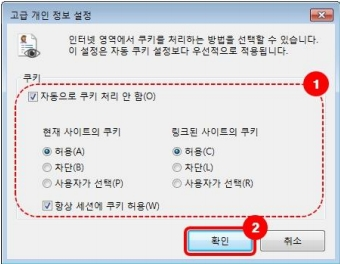 고급 개인 정보 설정
인터넷 영역에서 쿠키를 처리하는 방법을 선택할 수 있습니다.
이 설정은 자동 쿠키 설정보다 우선적으로 적용됩니다.
쿠키
1
자동으로 쿠키 처리 안 함(O)
현재 사이트의 쿠키 링크된 사이트의 쿠키
허용(A) 허용(C)
차단(B) 차단(L)
사용자가 선택(P) 사용자가 선택(R)
항상 세션에 쿠키 허용(W)
2
확인 취소